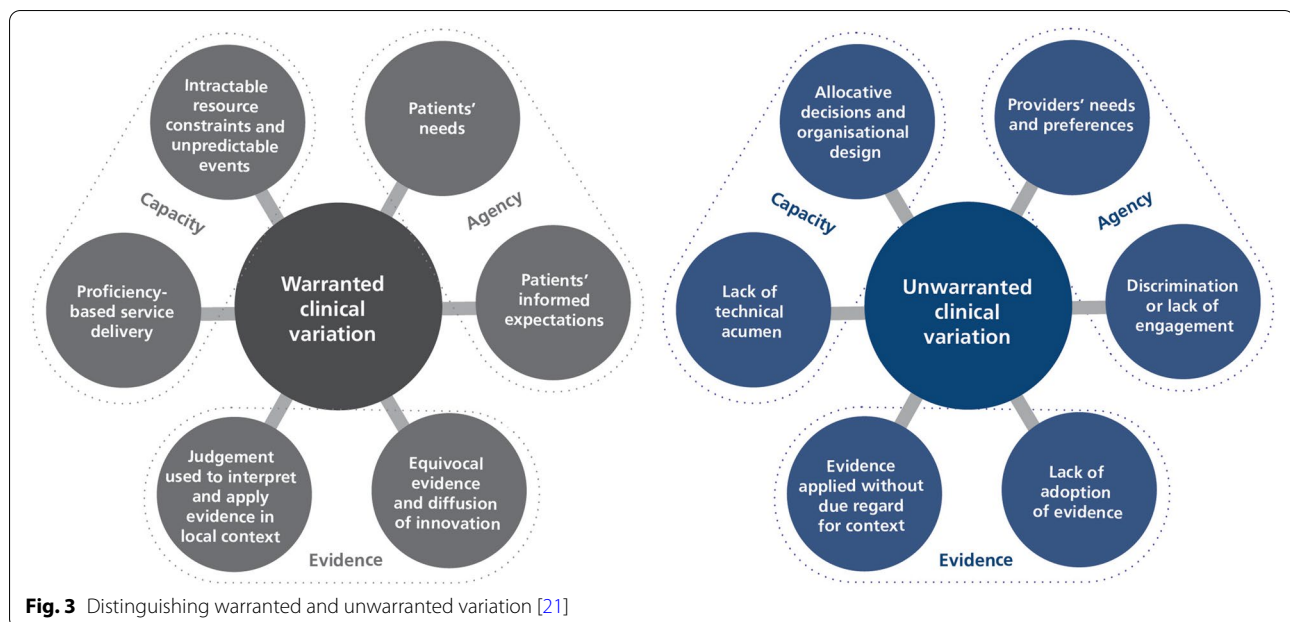 Intractable
resource
constraints and
unpredictable
events
Patients'
needs
Capacity
Agency
Proficiency-
based service
delivery
Warranted
clinical
variation
Patients'
informed
expectations
Judgement
used to interpret
and apply
evidence in
local context
Equivocal
evidence
and diffusion
of innovation
Evidence
Allocative
decisions and
organisational
design
Providers' needs
and preferences
Capacity
Agency
Lack of
technical
acumen
Unwarranted
clinical
variation
Discrimination
or lack of
engagement
Evidence
applied without
due regard
for context
Lack of
adoption
of evidence
Evidence
Fig. 3 Distinguishing warranted and unwarranted variation [21]